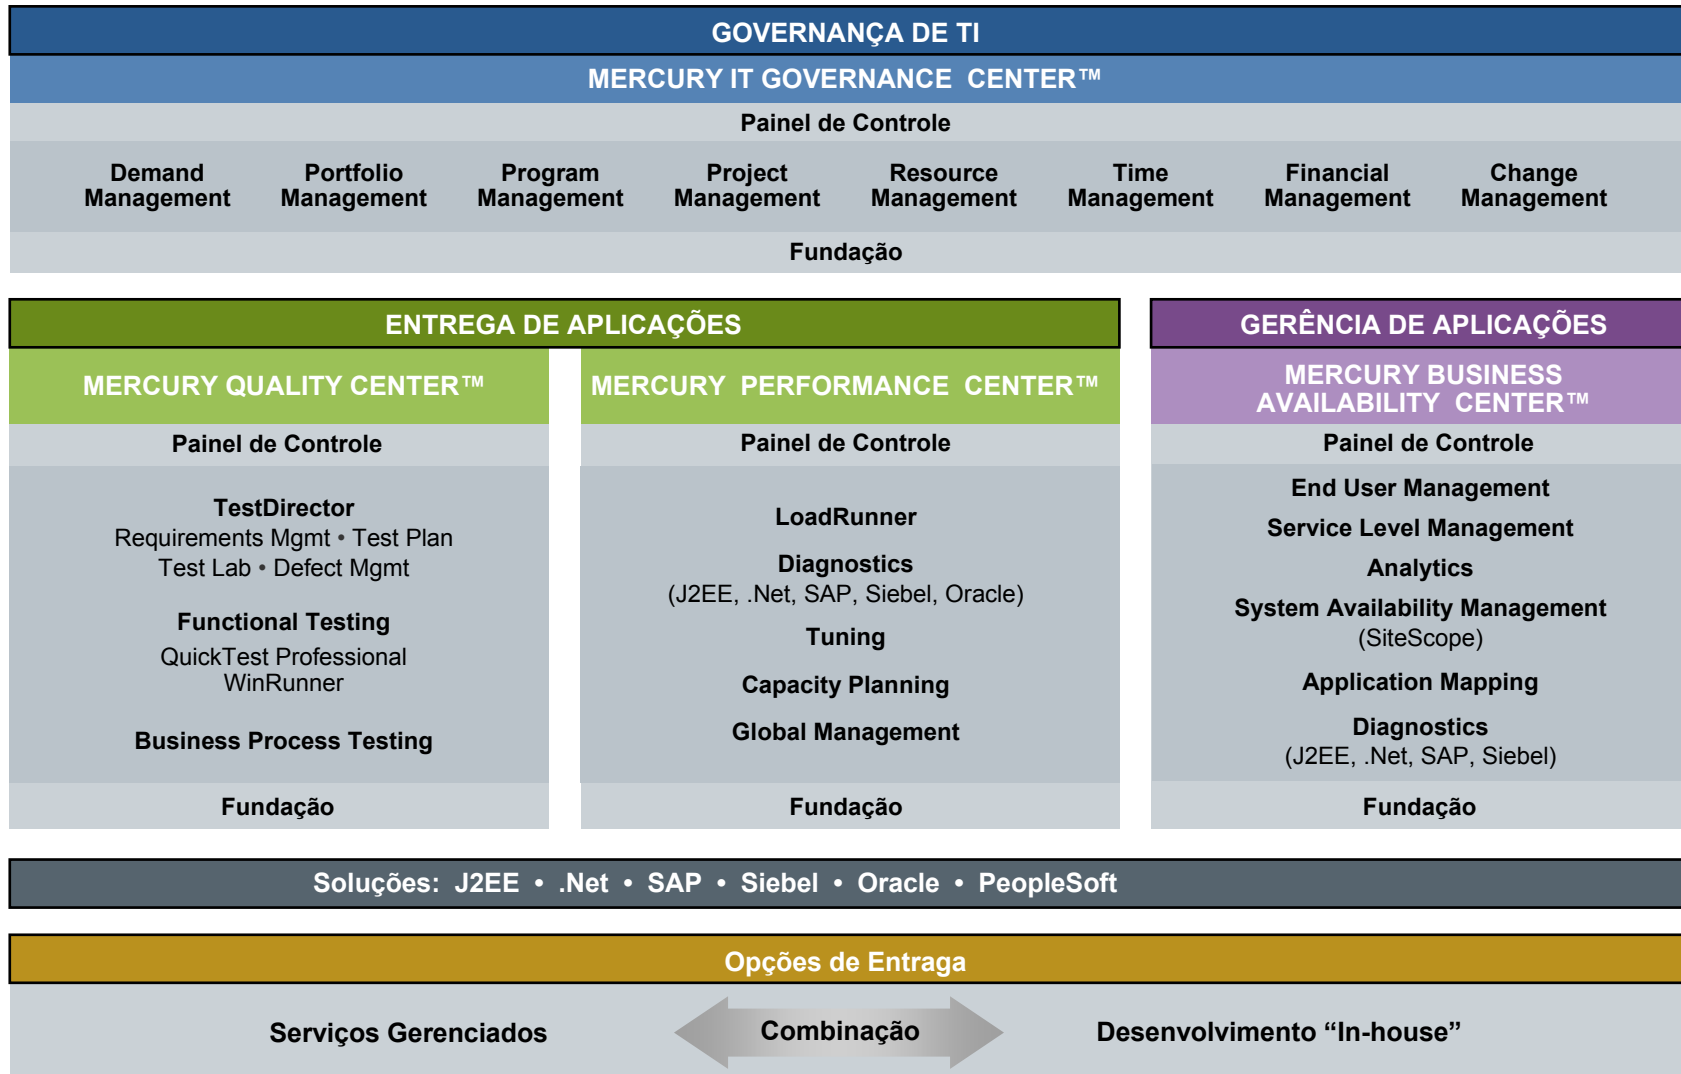 GOVERNANÇA DE TI
MERCURY IT GOVERNANCE CENTER™
Painel de Controle
Demand Management
Portfolio Management
Program Management
Project Management
Resource Management
Time Management
Financial Management
Change Management
Fundação
ENTREGA DE APLICAÇÕES
MERCURY QUALITY CENTER™
Painel de Controle
TestDirector
Requirements Mgmt • Test Plan
Test Lab • Defect Mgmt
Functional Testing
QuickTest Professional
WinRunner
Business Process Testing
Fundação
MERCURY PERFORMANCE CENTER™
Painel de Controle
LoadRunner
Diagnostics
(J2EE, .Net, SAP, Siebel, Oracle)
Tuning
Capacity Planning
Global Management
Fundação
GERÊNCIA DE APLICAÇÕES
MERCURY BUSINESS
AVAILABILITY CENTER™
Painel de Controle
End User Management
Service Level Management
Analytics
System Availability Management
(SiteScope)
Application Mapping
Diagnostics
(J2EE, .Net, SAP, Siebel)
Fundação
Soluções: J2EE • .Net • SAP • Siebel • Oracle • PeopleSoft
Opções de Entraga
Serviços Gerenciados
Combinação
Desenvolvimento “In-house”